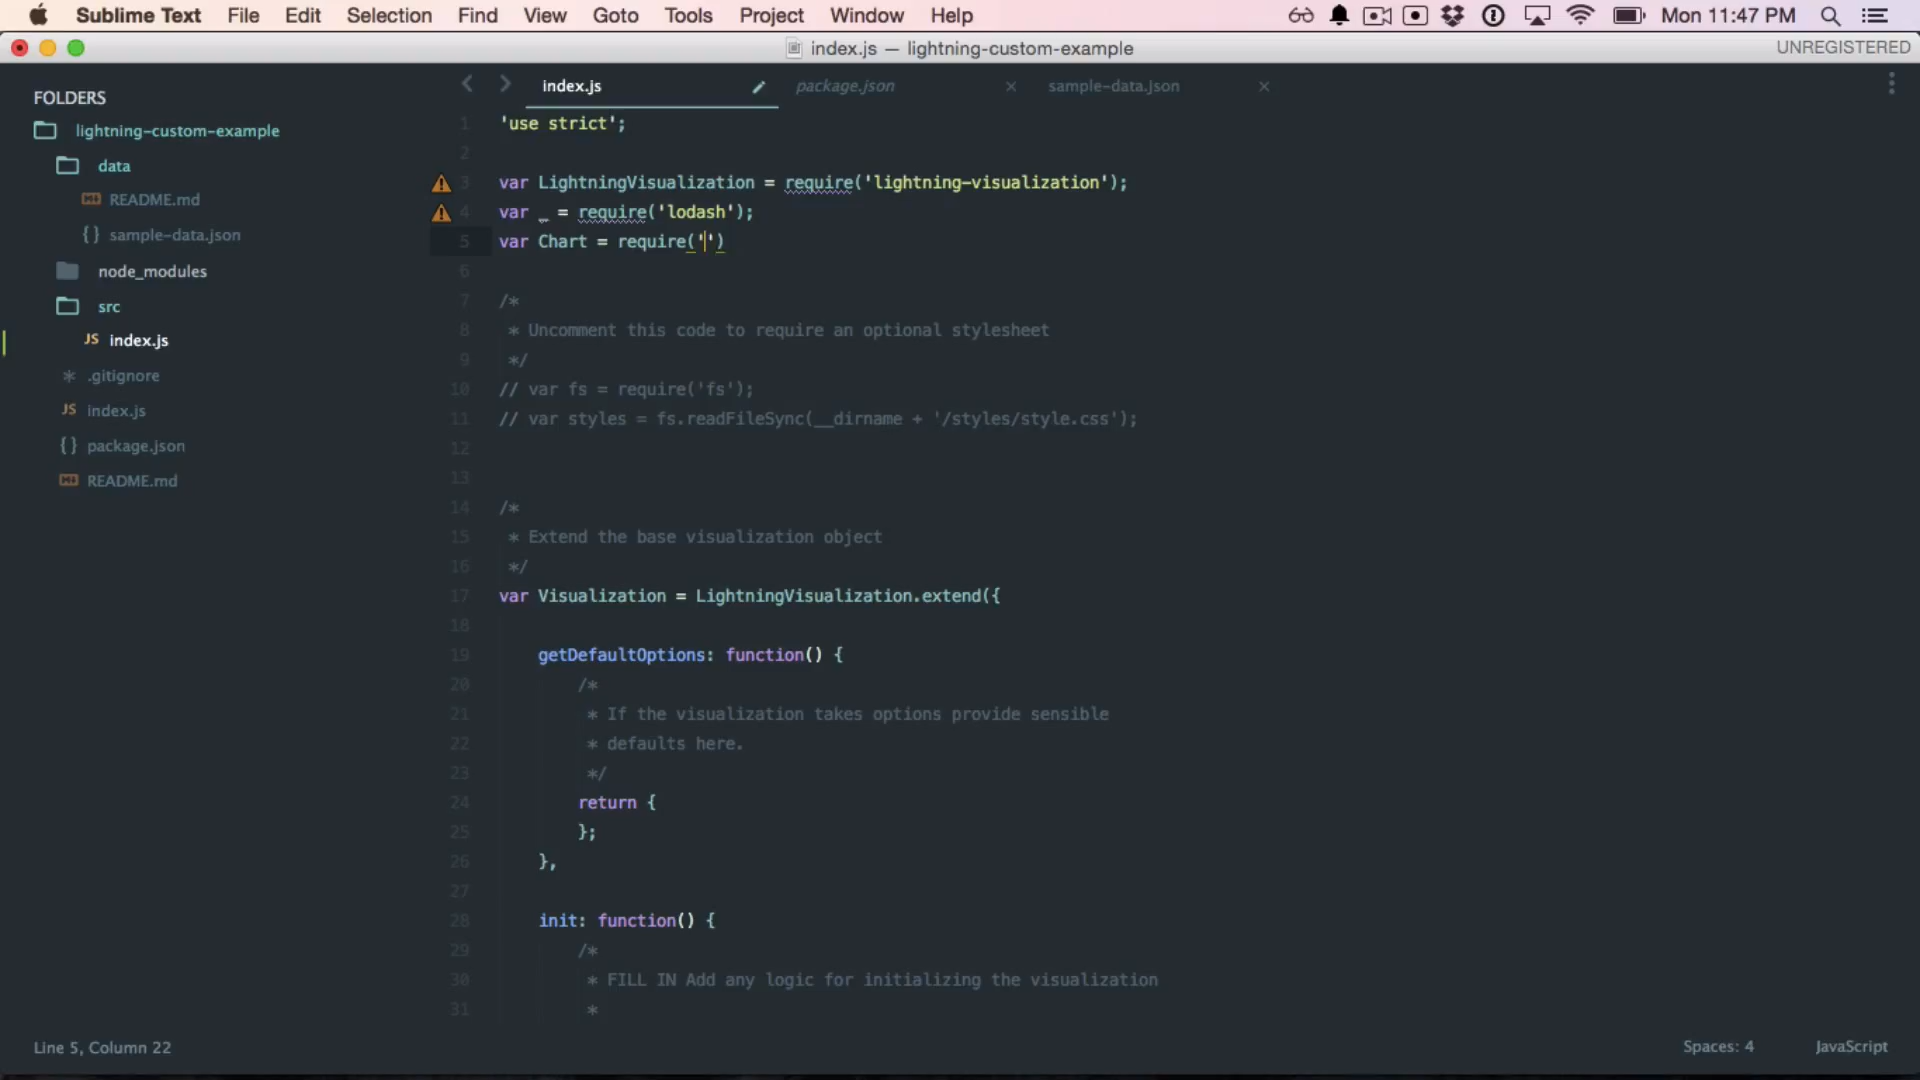 Sublime Text File Edit Selection Find View Goto Tools Project Window Help Mon 11:47 PM
index.js — lightning-custom-example UNREGISTERED
FOLDERS
lightning-custom-example
data
README.md
{ } sample-data.json
node_modules
src
JS index.js
* .gitignore
JS index.js
{ } package.json
README.md
index.js package.json × sample-data.json ×
1 'use strict';
2
3 var LightningVisualization = require('lightning-visualization');
4 var _ = require('lodash');
5 var Chart = require('')
6
7 /*
8 * Uncomment this code to require an optional stylesheet
9 */
10 // var fs = require('fs');
11 // var styles = fs.readFileSync(__dirname + '/styles/style.css');
12
13
14 /*
15 * Extend the base visualization object
16 */
17 var Visualization = LightningVisualization.extend({
18
19 getDefaultOptions: function() {
20 /*
21 * If the visualization takes options provide sensible
22 * defaults here.
23 */
24 return {
25 };
26 },
27
28 init: function() {
29 /*
30 * FILL IN Add any logic for initializing the visualization
31 *
Line 5, Column 22 Spaces: 4 JavaScript